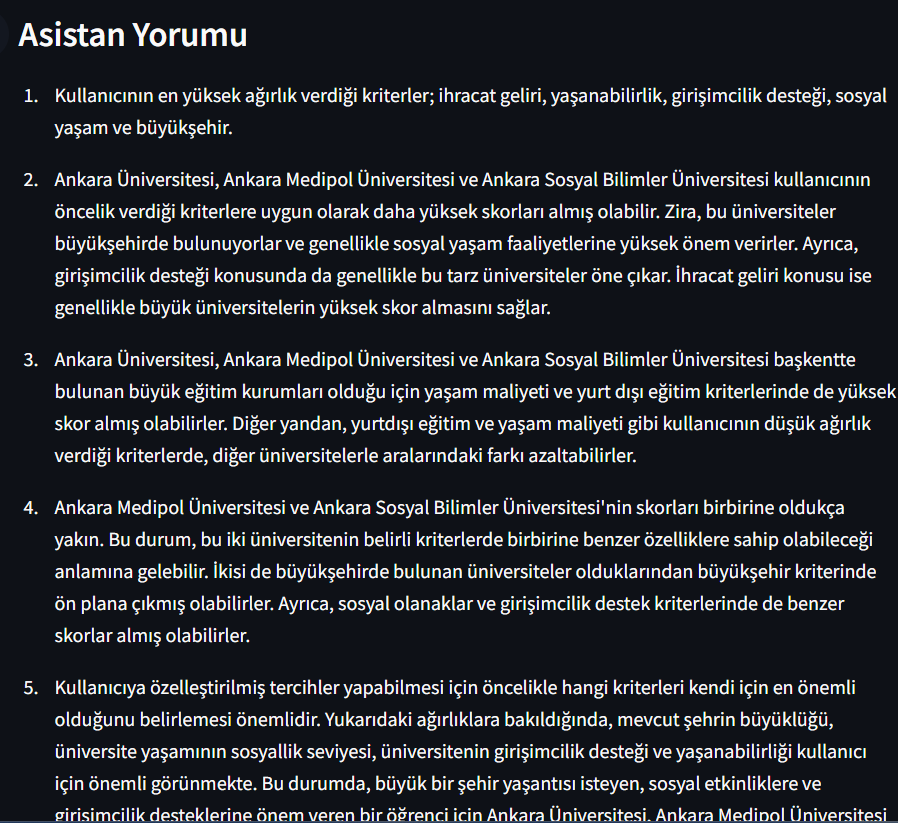 Asistan Yorumu
1. Kullanıcının en yüksek ağırlık verdiği kriterler; ihracat geliri, yaşanabilirlik, girişimcilik desteği, sosyal
yaşam ve büyükşehir.
2. Ankara Üniversitesi, Ankara Medipol Üniversitesi ve Ankara Sosyal Bilimler Üniversitesi kullanıcının
öncelik verdiği kriterlere uygun olarak daha yüksek skorları almış olabilir. Zira, bu üniversiteler
büyükşehirde bulunuyorlar ve genellikle sosyal yaşam faaliyetlerine yüksek önem verirler. Ayrıca,
girişimcilik desteği konusunda da genellikle bu tarz üniversiteler öne çıkar. İhracat geliri konusu ise
genellikle büyük üniversitelerin yüksek skor almasını sağlar.
3. Ankara Üniversitesi, Ankara Medipol Üniversitesi ve Ankara Sosyal Bilimler Üniversitesi başkentte
bulunan büyük eğitim kurumları olduğu için yaşam maliyeti ve yurt dışı eğitim kriterlerinde de yüksek
skor almış olabilirler. Diğer yandan, yurtdışı eğitim ve yaşam maliyeti gibi kullanıcının düşük ağırlık
verdiği kriterlerde, diğer üniversitelerle aralarındaki farkı azaltabilirler.
4. Ankara Medipol Üniversitesi ve Ankara Sosyal Bilimler Üniversitesi'nin skorları birbirine oldukça
yakın. Bu durum, bu iki üniversitenin belirli kriterlerde birbirine benzer özelliklere sahip olabileceği
anlamına gelebilir. İkisi de büyükşehirde bulunan üniversiteler olduklarından büyükşehir kriterinde
ön plana çıkmış olabilirler. Ayrıca, sosyal olanaklar ve girişimcilik destek kriterlerinde de benzer
skorlar almış olabilirler.
5. Kullanıcıya özelleştirilmiş tercihler yapabilmesi için öncelikle hangi kriterleri kendi için en önemli
olduğunu belirlemesi önemlidir. Yukarıdaki ağırlıklara bakıldığında, mevcut şehrin büyüklüğü,
üniversite yaşamının sosyallik seviyesi, üniversitenin girişimcilik desteği ve yaşanabilirliği kullanıcı
için önemli görünmekte. Bu durumda, büyük bir şehir yaşantısı isteyen, sosyal etkinliklere ve
girişimcilik desteklerine önem veren bir öğrenci için Ankara Üniversitesi, Ankara Medipol Üniversitesi